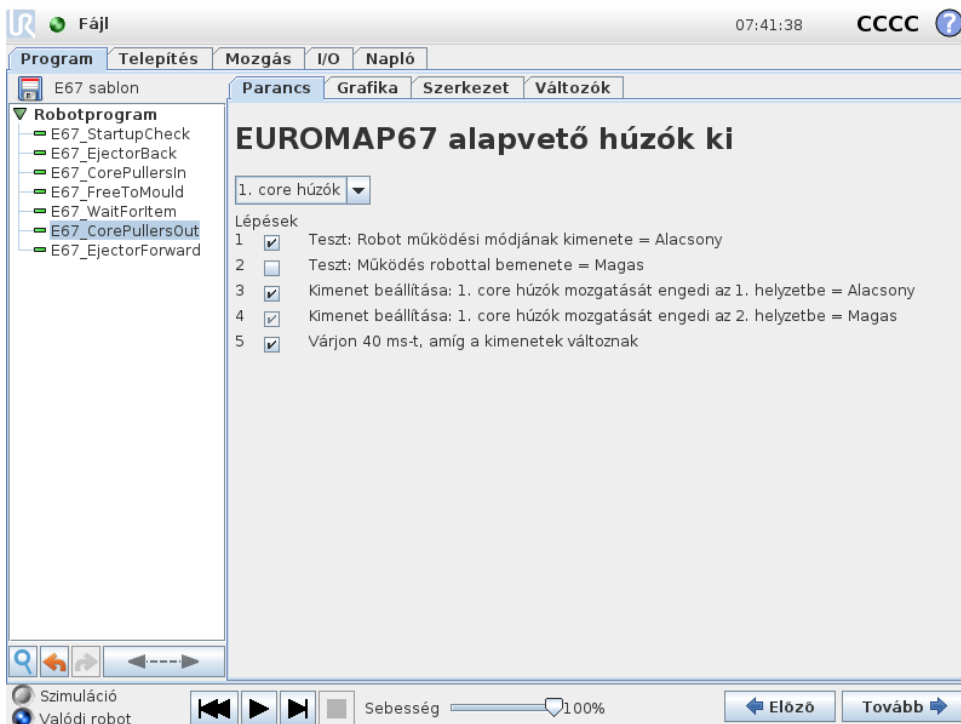 UR Fájl 07:41:38 CCCC ?
Program Telepítés Mozgás I/O Napló
E67 sablon
Parancs Grafika Szerkezet Változók
Robotprogram
E67_StartupCheck
E67_EjectorBack
E67_CorePullersIn
E67_FreeToMould
E67_WaitForItem
E67_CorePullersOut
E67_EjectorForward
EUROMAP67 alapvető húzók ki
1. core húzók
Lépések
1 Teszt: Robot működési módjának kimenete = Alacsony
2 Teszt: Működés robottal bemenete = Magas
3 Kimenet beállítása: 1. core húzók mozgatását engedi az 1. helyzetbe = Alacsony
4 Kimenet beállítása: 1. core húzók mozgatását engedi az 2. helyzetbe = Magas
5 Várjon 40 ms-t, amíg a kimenetek változnak
Szimuláció
Valódi robot
Sebesség 100%
Előző Tovább